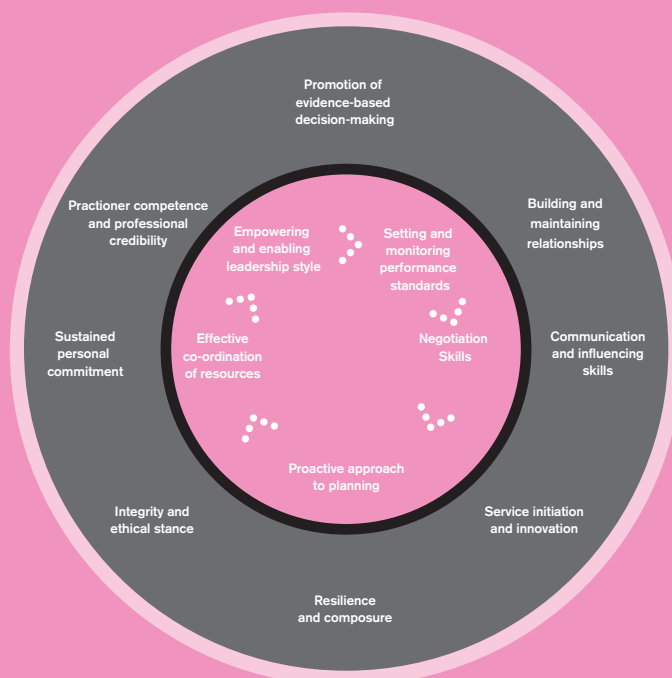 Promotion of
evidence-based
decision-making
Building and
maintaining
relationships
Communication
and influencing
skills
Service initiation
and innovation
Resilience
and composure
Integrity and
ethical stance
Sustained
personal
commitment
Practioner competence
and professional
credibility
Empowering
and enabling
leadership style
Setting and
monitoring
performance
standards
Negotiation
Skills
Proactive approach
to planning
Effective
co-ordination
of resources